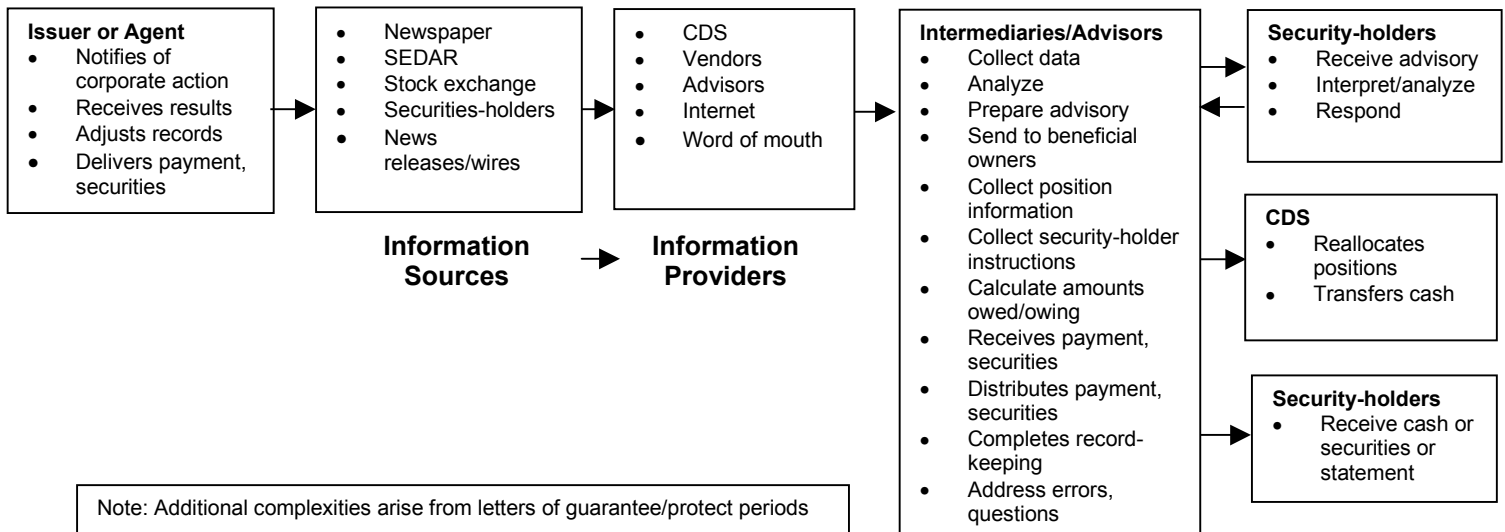 Issuer or Agent
• Notifies of
corporate action
• Receives results
• Adjusts records
• Delivers payment,
securities
• Newspaper
• SEDAR
• Stock exchange
• Securities-holders
• News
releases/wires
Information
Sources
• CDS
• Vendors
• Advisors
• Internet
• Word of mouth
Information
Providers
Intermediaries/Advisors
• Collect data
• Analyze
• Prepare advisory
• Send to beneficial
owners
• Collect position
information
• Collect security-holder
instructions
• Calculate amounts
owed/owing
• Receives payment,
securities
• Distributes payment,
securities
• Completes record-
keeping
• Address errors,
questions
Security-holders
• Receive advisory
• Interpret/analyze
• Respond
CDS
• Reallocates
positions
• Transfers cash
Security-holders
• Receive cash or
securities or
statement
Note: Additional complexities arise from letters of guarantee/protect periods